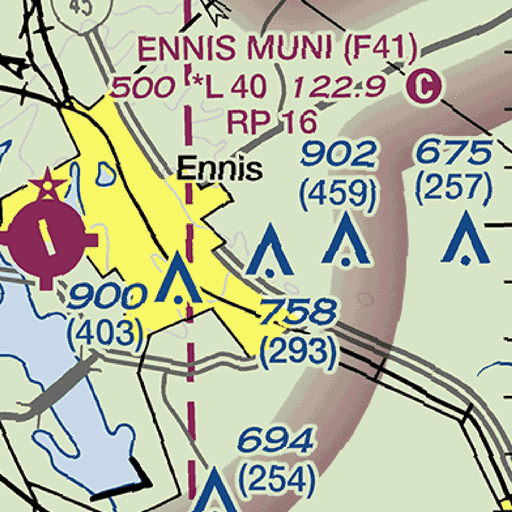 45
ENNIS MUNI (F41)
500 *L 40 122.9 C
RP 16
Ennis
902
(459)
675
(257)
900
(403)
758
(293)
694
(254)